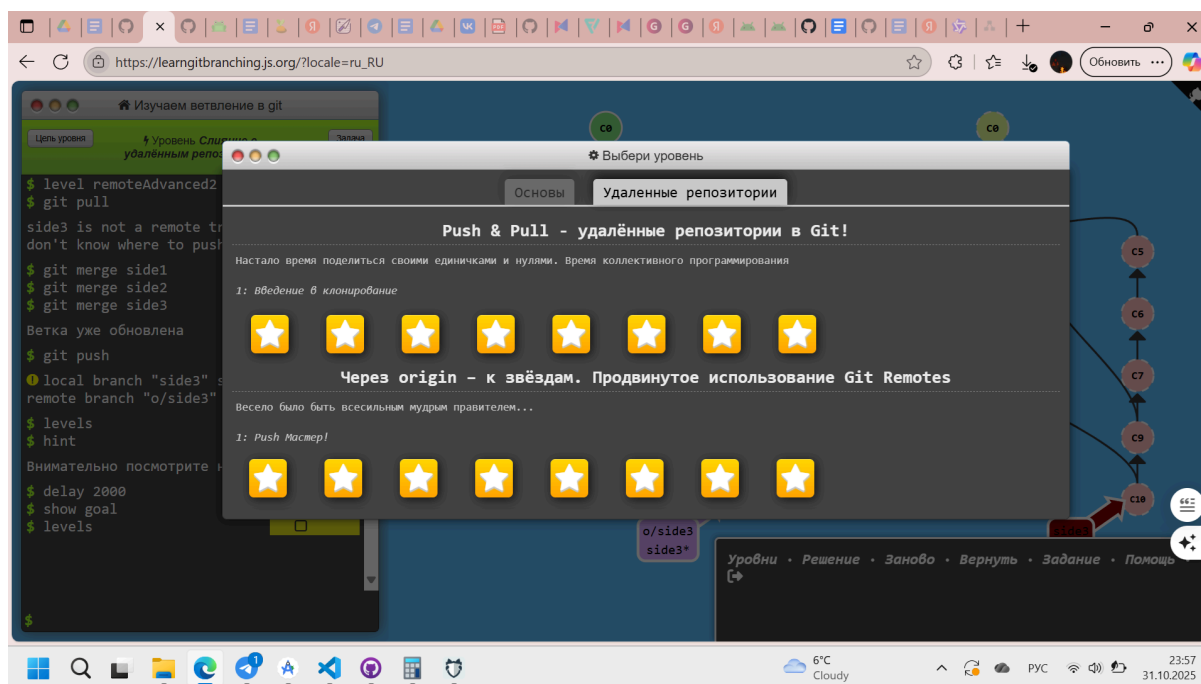 https://learngitbranching.js.org/?locale=ru_RU
Обновить
Изучаем ветвление в git
Цель уровня
Уровень
Задача
удалённым
$ level remoteAdvanced2
$ git pull
side3 is not a remote
don't know where to push
$ git merge side1
$ git merge side2
$ git merge side3
Ветка уже обновлена
$ git push
local branch "side3"
remote branch "o/side3"
$ levels
$ hint
Внимательно посмотрите
$ delay 2000
$ show goal
$ levels
$
Выбери уровень
Основы
Удаленные репозитории
Push & Pull - удалённые репозитории в Git!
Настало время поделиться своими единичками и нулями. Время коллективного программирования
1: Введение в клонирование
Через origin – к звёздам. Продвинутое использование Git Remotes
Весело было быть всесильным мудрым правителем...
1: Push Мастер!
C0
C0
C5
C6
C7
C9
C10
side3
o/side3
side3*
Уровни · Решение · Заново · Вернуть · Задание · Помощь
6°C
Cloudy
РУС
23:57
31.10.2025